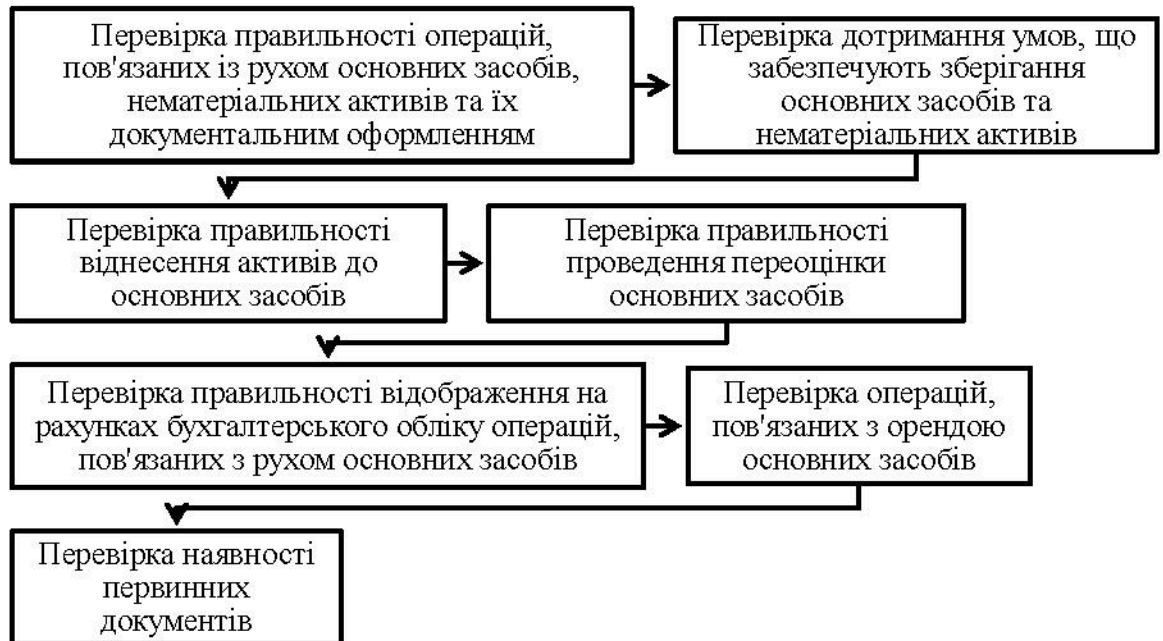 Перевірка правильності операцій,
пов'язаних із рухом основних засобів,
нематеріальних активів та їх
документальним оформленням
Перевірка дотримання умов, що
забезпечують зберігання
основних засобів та
нематеріальних активів
Перевірка правильності
віднесення активів до
основних засобів
Перевірка правильності
проведення переоцінки
основних засобів
Перевірка правильності відображення на
рахунках бухгалтерського обліку операцій,
пов'язаних з рухом основних засобів
Перевірка операцій,
пов'язаних з орендою
основних засобів
Перевірка наявності
первинних
документів